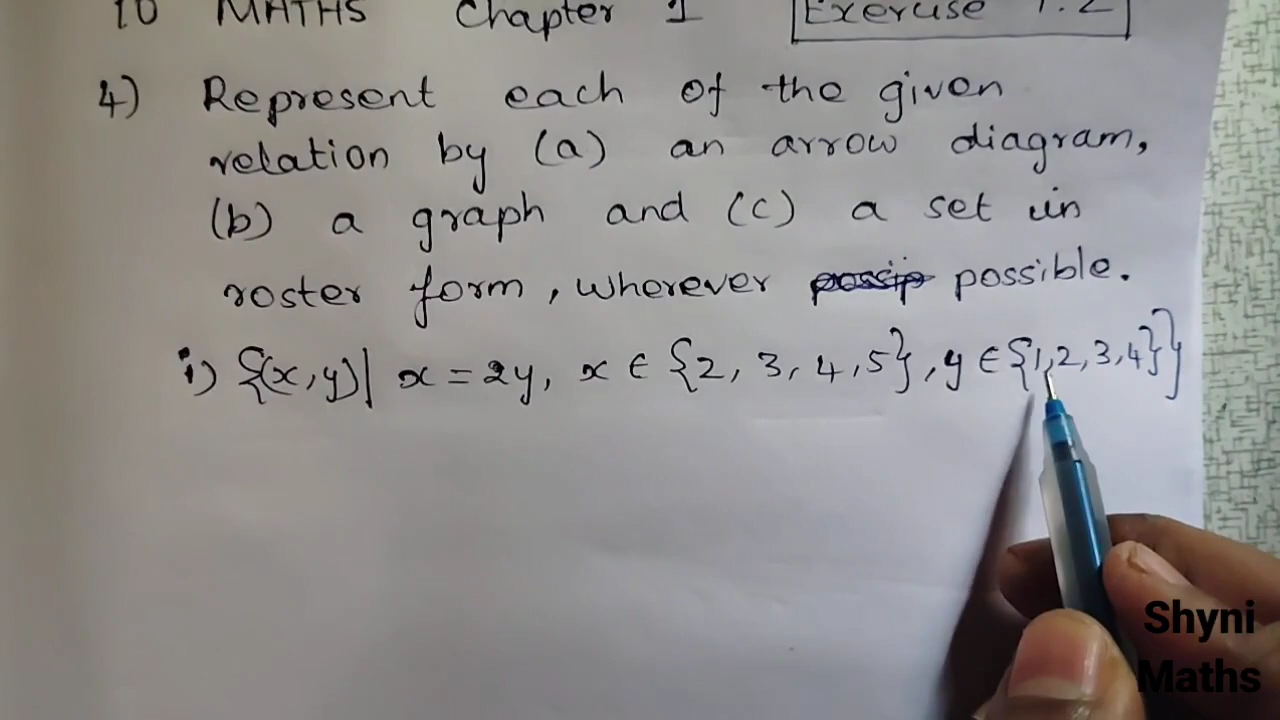 10 MATHS Chapter 1 Exercise 1.2
4) Represent each of the given
relation by (a) an arrow diagram,
(b) a graph and (c) a set in
roster form, wherever possip possible.
i) {(x,y)| x = 2y, x ∈ {2, 3, 4, 5}, y ∈ {1, 2, 3, 4}}
Shyni
Maths